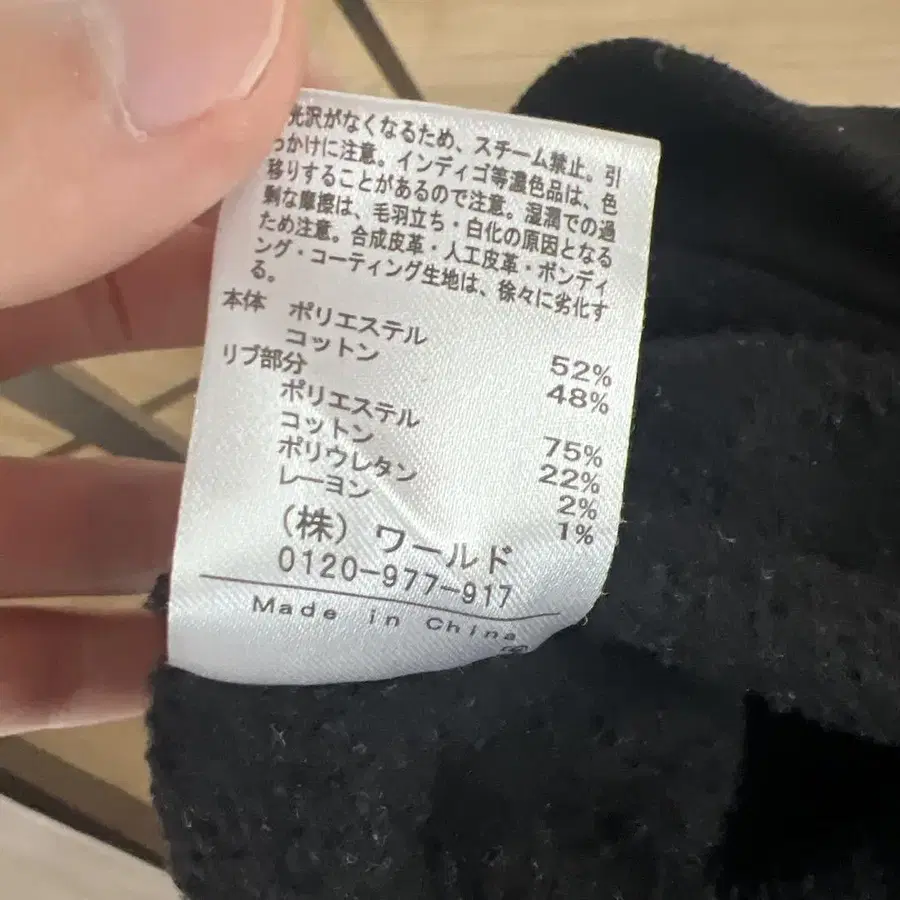 光沢がなくなるため、スチーム禁止。引
っかけに注意。インディゴ等濃色品は、色
移りすることがあるので注意。湿潤での過
剰な摩擦は、毛羽立ち・白化の原因となる
ため注意。合成皮革・人工皮革・ボンディ
ング・コーティング生地は、徐々に劣化す
る。
本体 ポリエステル 52%
コットン 48%
リブ部分
ポリエステル 75%
コットン 22%
ポリウレタン 2%
レーヨン 1%
(株) ワールド
0120-977-917
Made in China